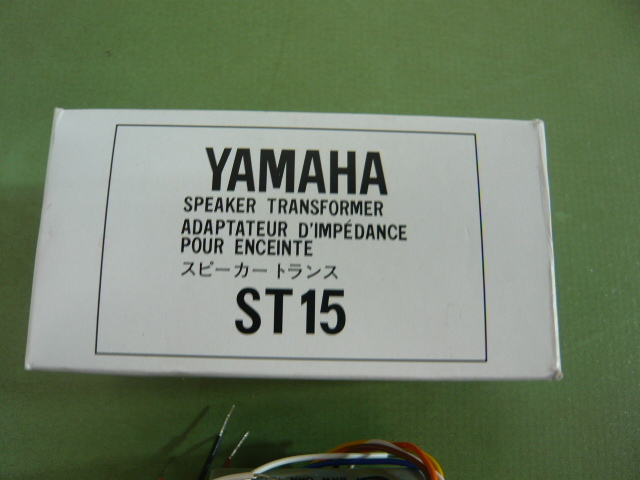 YAMAHA
SPEAKER TRANSFORMER
ADAPTATEUR D'IMPÉDANCE
POUR ENCEINTE
スピーカートランス
ST15